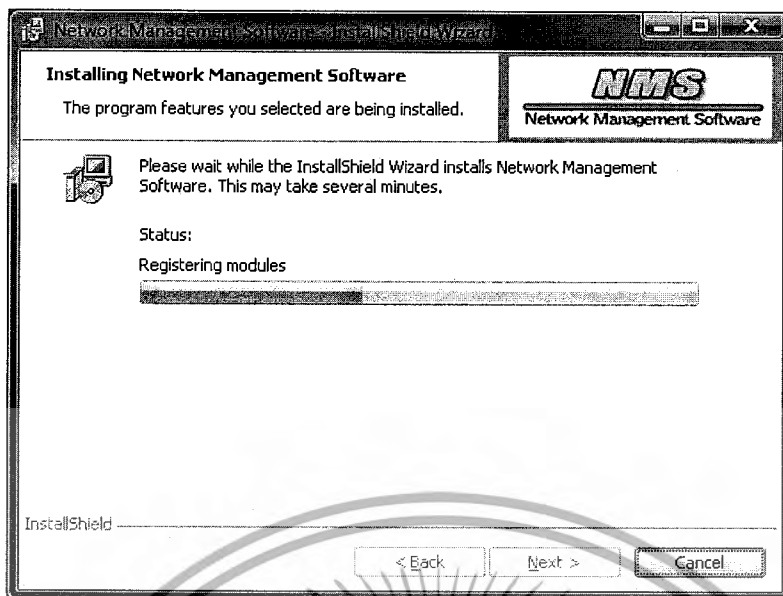 Network Management Software - InstallShield Wizard
Installing Network Management Software
The program features you selected are being installed.
NMS
Network Management Software
Please wait while the InstallShield Wizard installs Network Management
Software. This may take several minutes.
Status:
Registering modules
InstallShield
< Back
Next >
Cancel